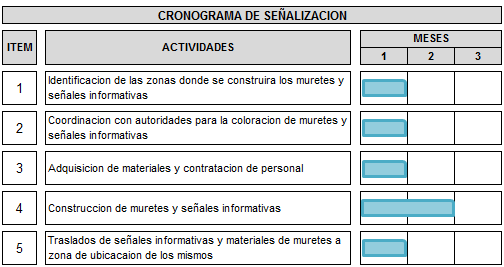 CRONOGRAMA DE SEÑALIZACION
ITEM
ACTIVIDADES
MESES
1 2 3
1
Identificacion de las zonas donde se construira los muretes y
señales informativas
2
Coordinacion con autoridades para la coloracion de muretes y
señales informativas
3
Adquisicion de materiales y contratacion de personal
4
Construccion de muretes y señales informativas
5
Traslados de señales informativas y materiales de muretes a
zona de ubicacaion de los mismos